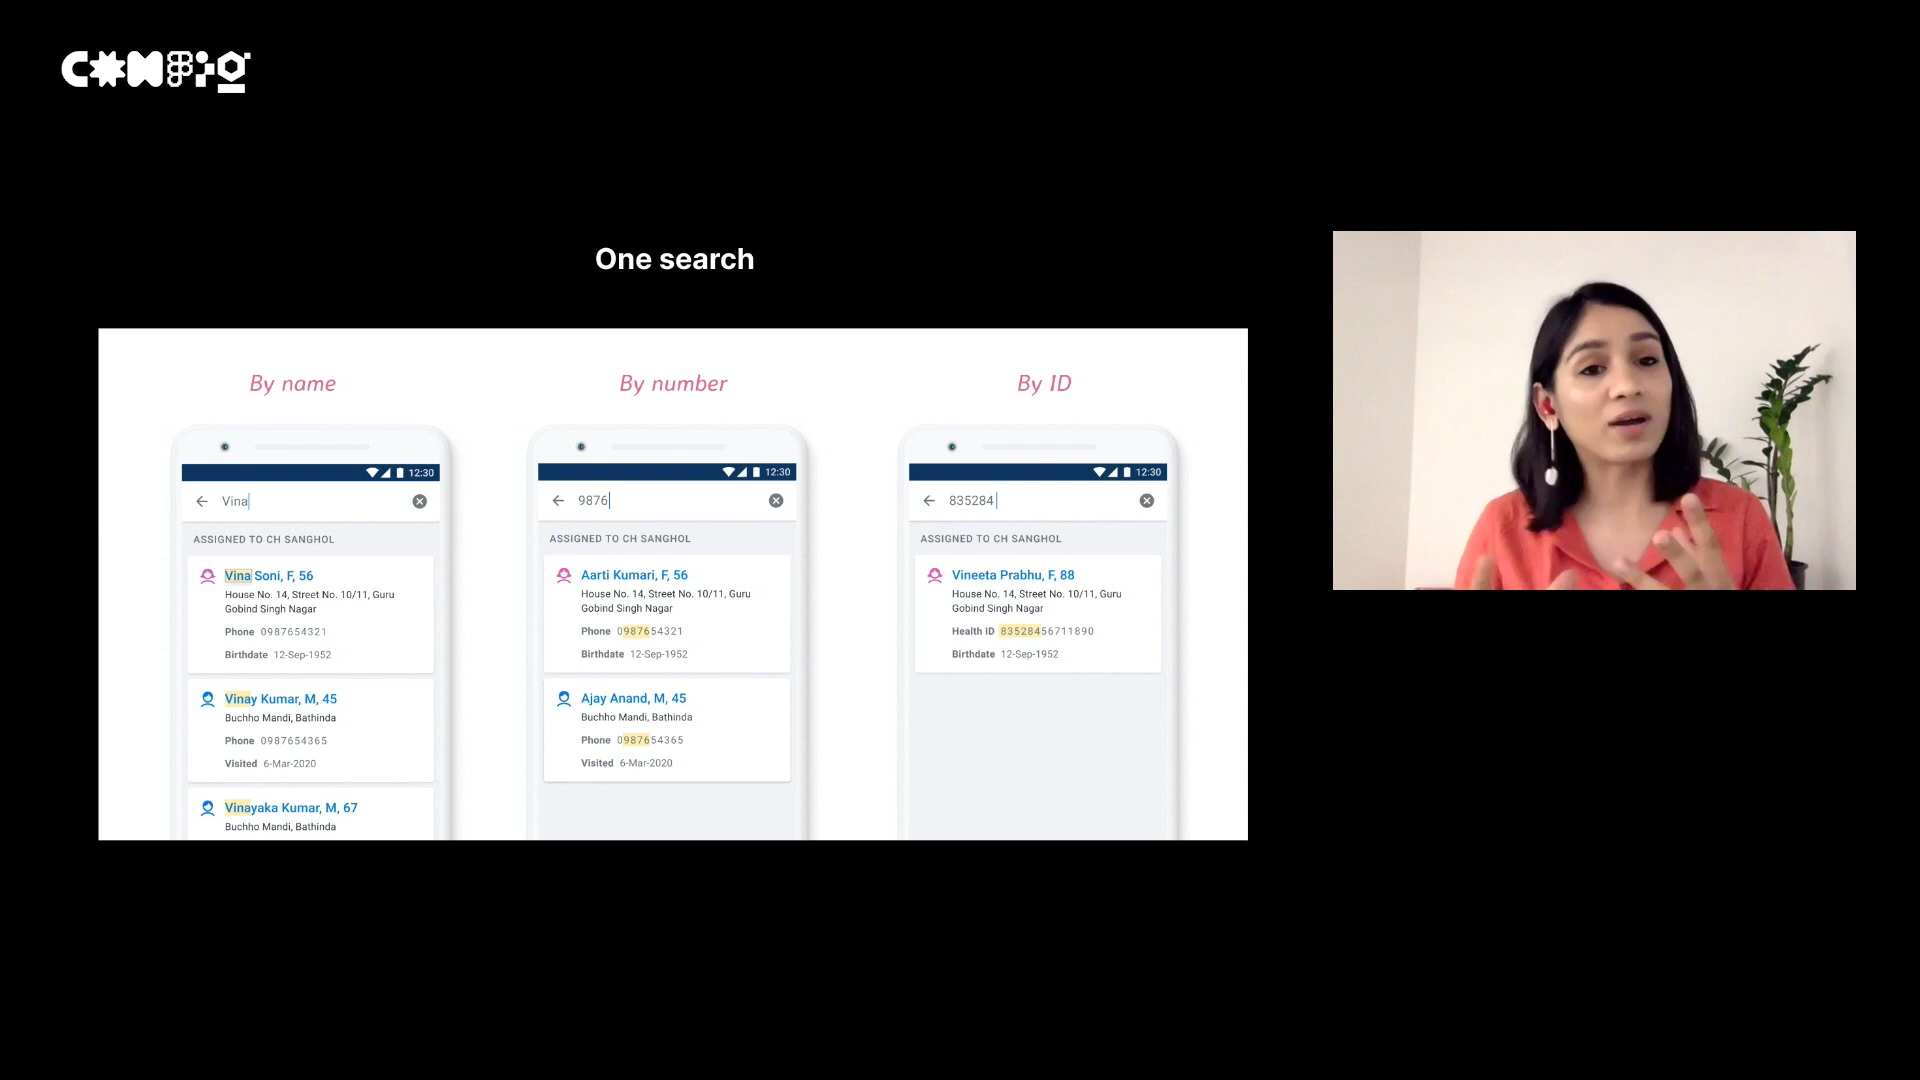 CONFIG
One search
By name
By number
By ID
12:30
Vina
ASSIGNED TO CH SANGHOL
Vina Soni, F, 56
House No. 14, Street No. 10/11, Guru
Gobind Singh Nagar
Phone 0987654321
Birthdate 12-Sep-1952
Vinay Kumar, M, 45
Buchho Mandi, Bathinda
Phone 0987654365
Visited 6-Mar-2020
Vinayaka Kumar, M, 67
Buchho Mandi, Bathinda
12:30
9876
ASSIGNED TO CH SANGHOL
Aarti Kumari, F, 56
House No. 14, Street No. 10/11, Guru
Gobind Singh Nagar
Phone 0987654321
Birthdate 12-Sep-1952
Ajay Anand, M, 45
Buchho Mandi, Bathinda
Phone 0987654365
Visited 6-Mar-2020
12:30
835284
ASSIGNED TO CH SANGHOL
Vineeta Prabhu, F, 88
House No. 14, Street No. 10/11, Guru
Gobind Singh Nagar
Health ID 83528456711890
Birthdate 12-Sep-1952